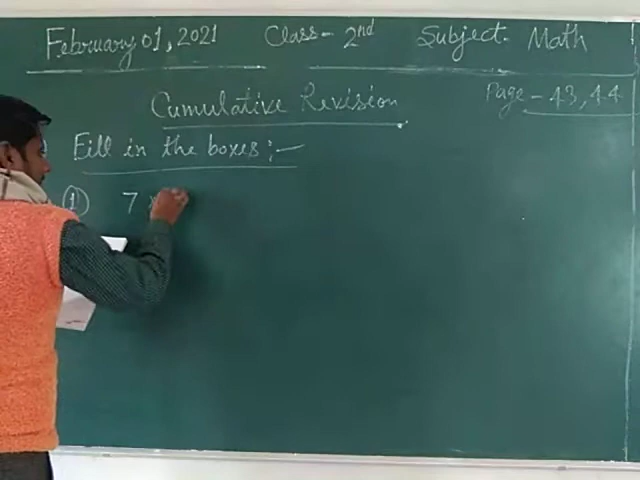 February 01, 2021 Class - 2nd Subject - Math
Cumulative Revision Page - 43, 44
Fill in the boxes :-
① 7 ×